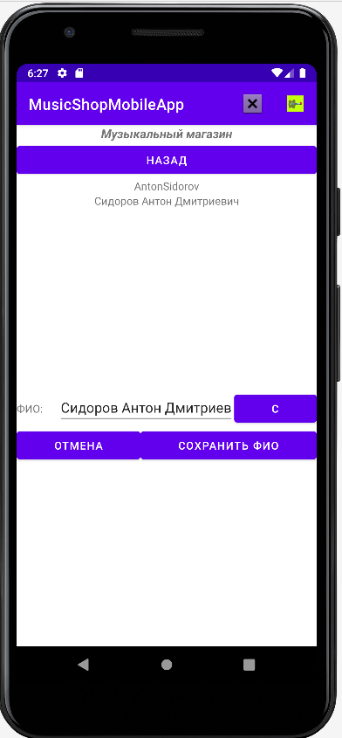 6:27
MusicShopMobileApp
Музыкальный магазин
НАЗАД
AntonSidorov
Сидоров Антон Дмитриевич
ФИО: Сидоров Антон Дмитриев С
ОТМЕНА СОХРАНИТЬ ФИО